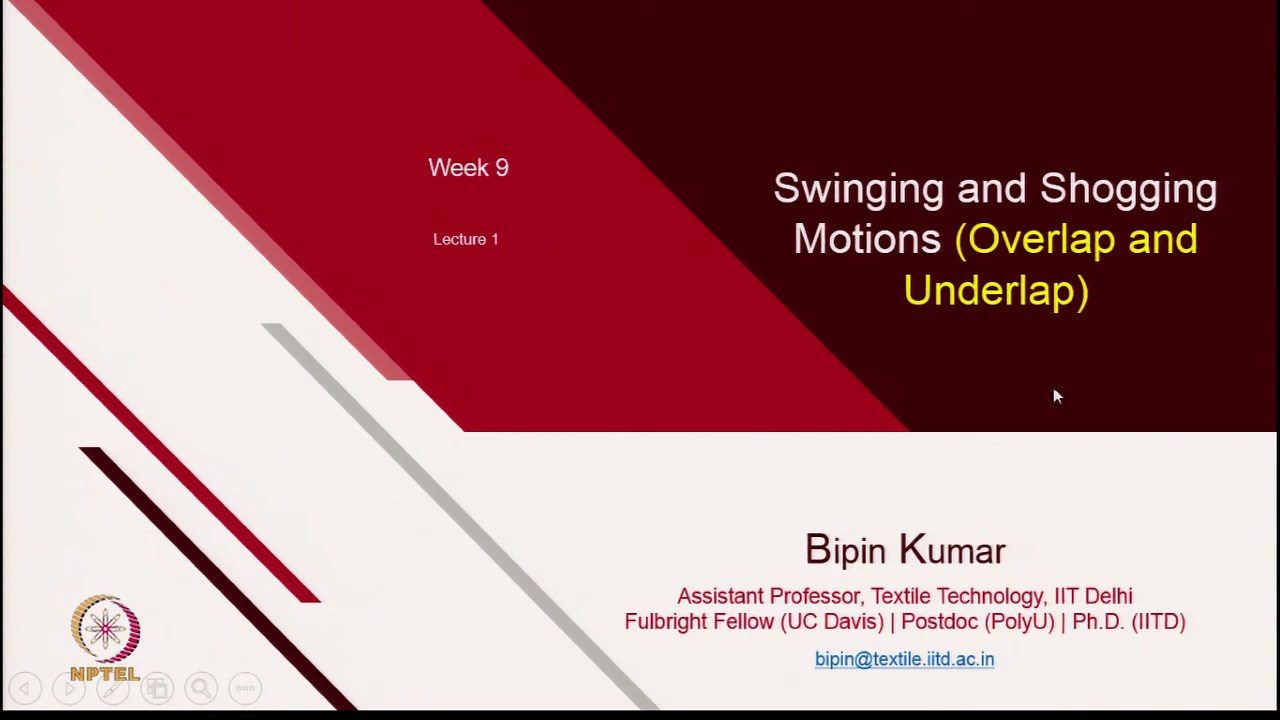 Week 9
Lecture 1
Swinging and Shogging
Motions (Overlap and
Underlap)
Bipin Kumar
Assistant Professor, Textile Technology, IIT Delhi
Fulbright Fellow (UC Davis) | Postdoc (PolyU) | Ph.D. (IITD)
bipin@textile.iitd.ac.in
NPTEL